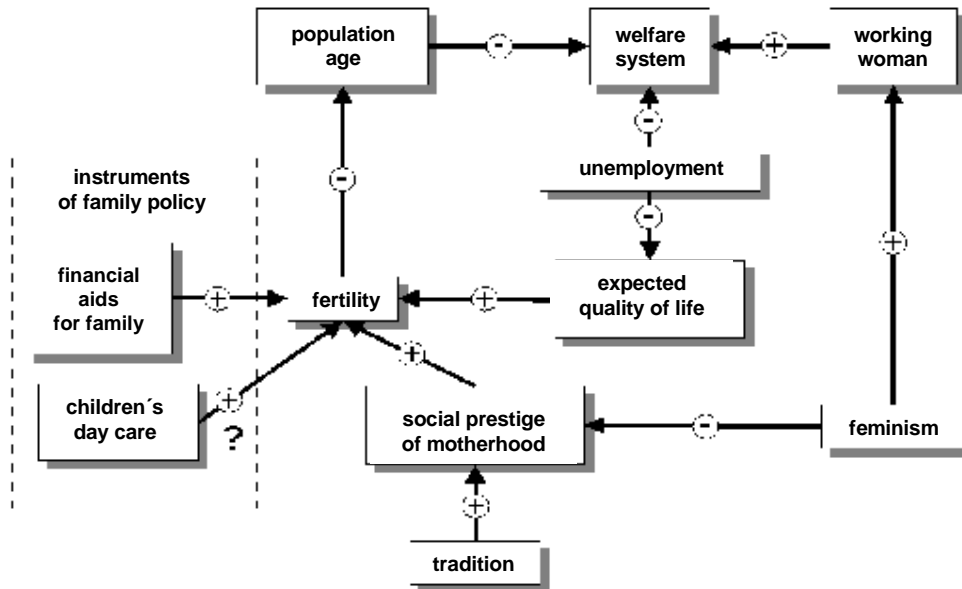 population
age
-
welfare
system
+
working
woman
-
unemployment
instruments
of family policy
-
-
+
financial
aids
for family
+
fertility
+
expected
quality of life
+
children´s
day care
+
?
social prestige
of motherhood
-
feminism
+
tradition